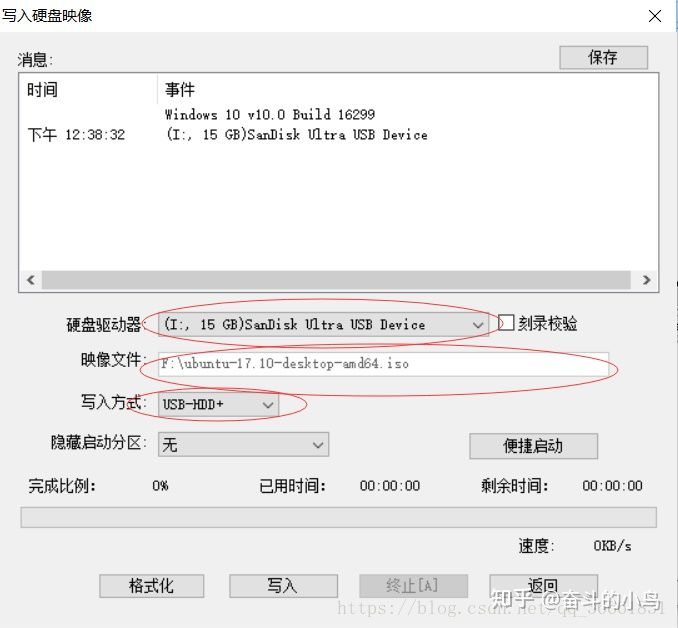 写入硬盘映像
消息:
保存
时间 事件
Windows 10 v10.0 Build 16299
下午 12:38:32 (I:, 15 GB)SanDisk Ultra USB Device
硬盘驱动器: (I:, 15 GB)SanDisk Ultra USB Device 刻录校验
映像文件: F:\ubuntu-17.10-desktop-amd64.iso
写入方式: USB-HDD+
隐藏启动分区: 无 便捷启动
完成比例: 0% 已用时间: 00:00:00 剩余时间: 00:00:00
速度: 0KB/s
格式化 写入 终止[A] 返回
知乎 @奋斗的小鸟